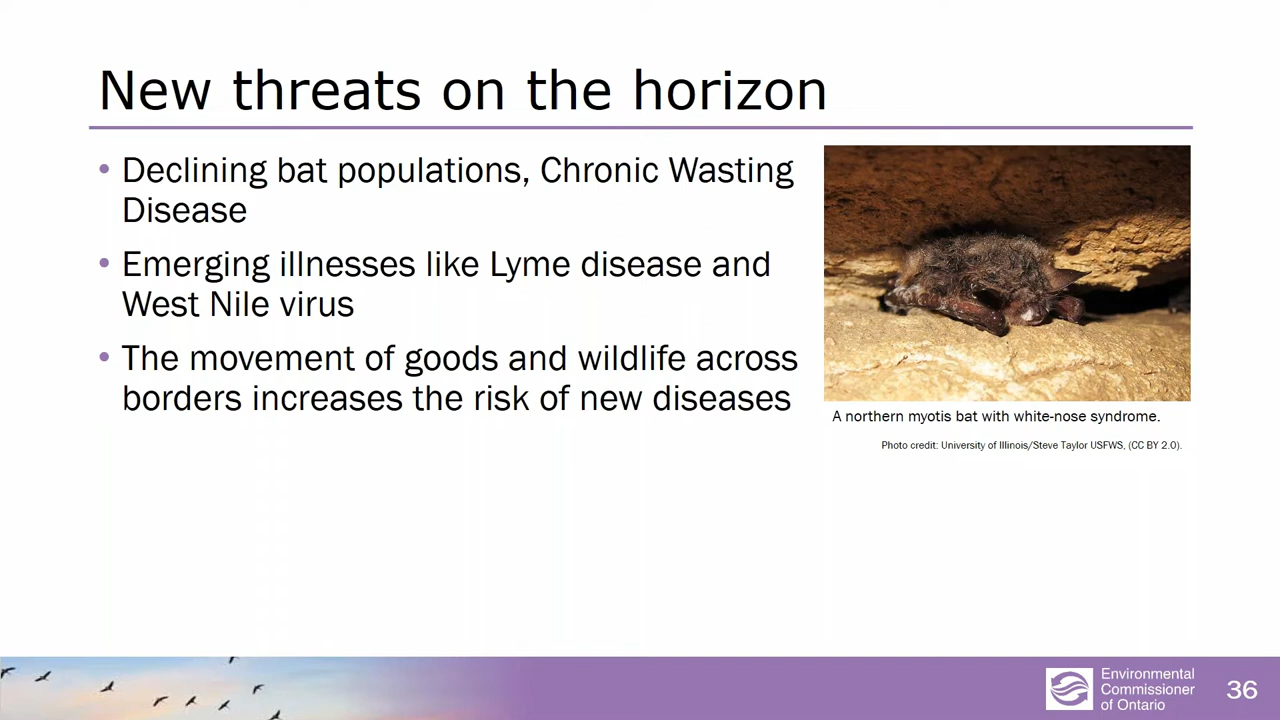 New threats on the horizon
• Declining bat populations, Chronic Wasting
Disease
• Emerging illnesses like Lyme disease and
West Nile virus
• The movement of goods and wildlife across
borders increases the risk of new diseases
A northern myotis bat with white-nose syndrome.
Photo credit: University of Illinois/Steve Taylor USFWS, (CC BY 2.0).
Environmental
Commissioner
of Ontario
36